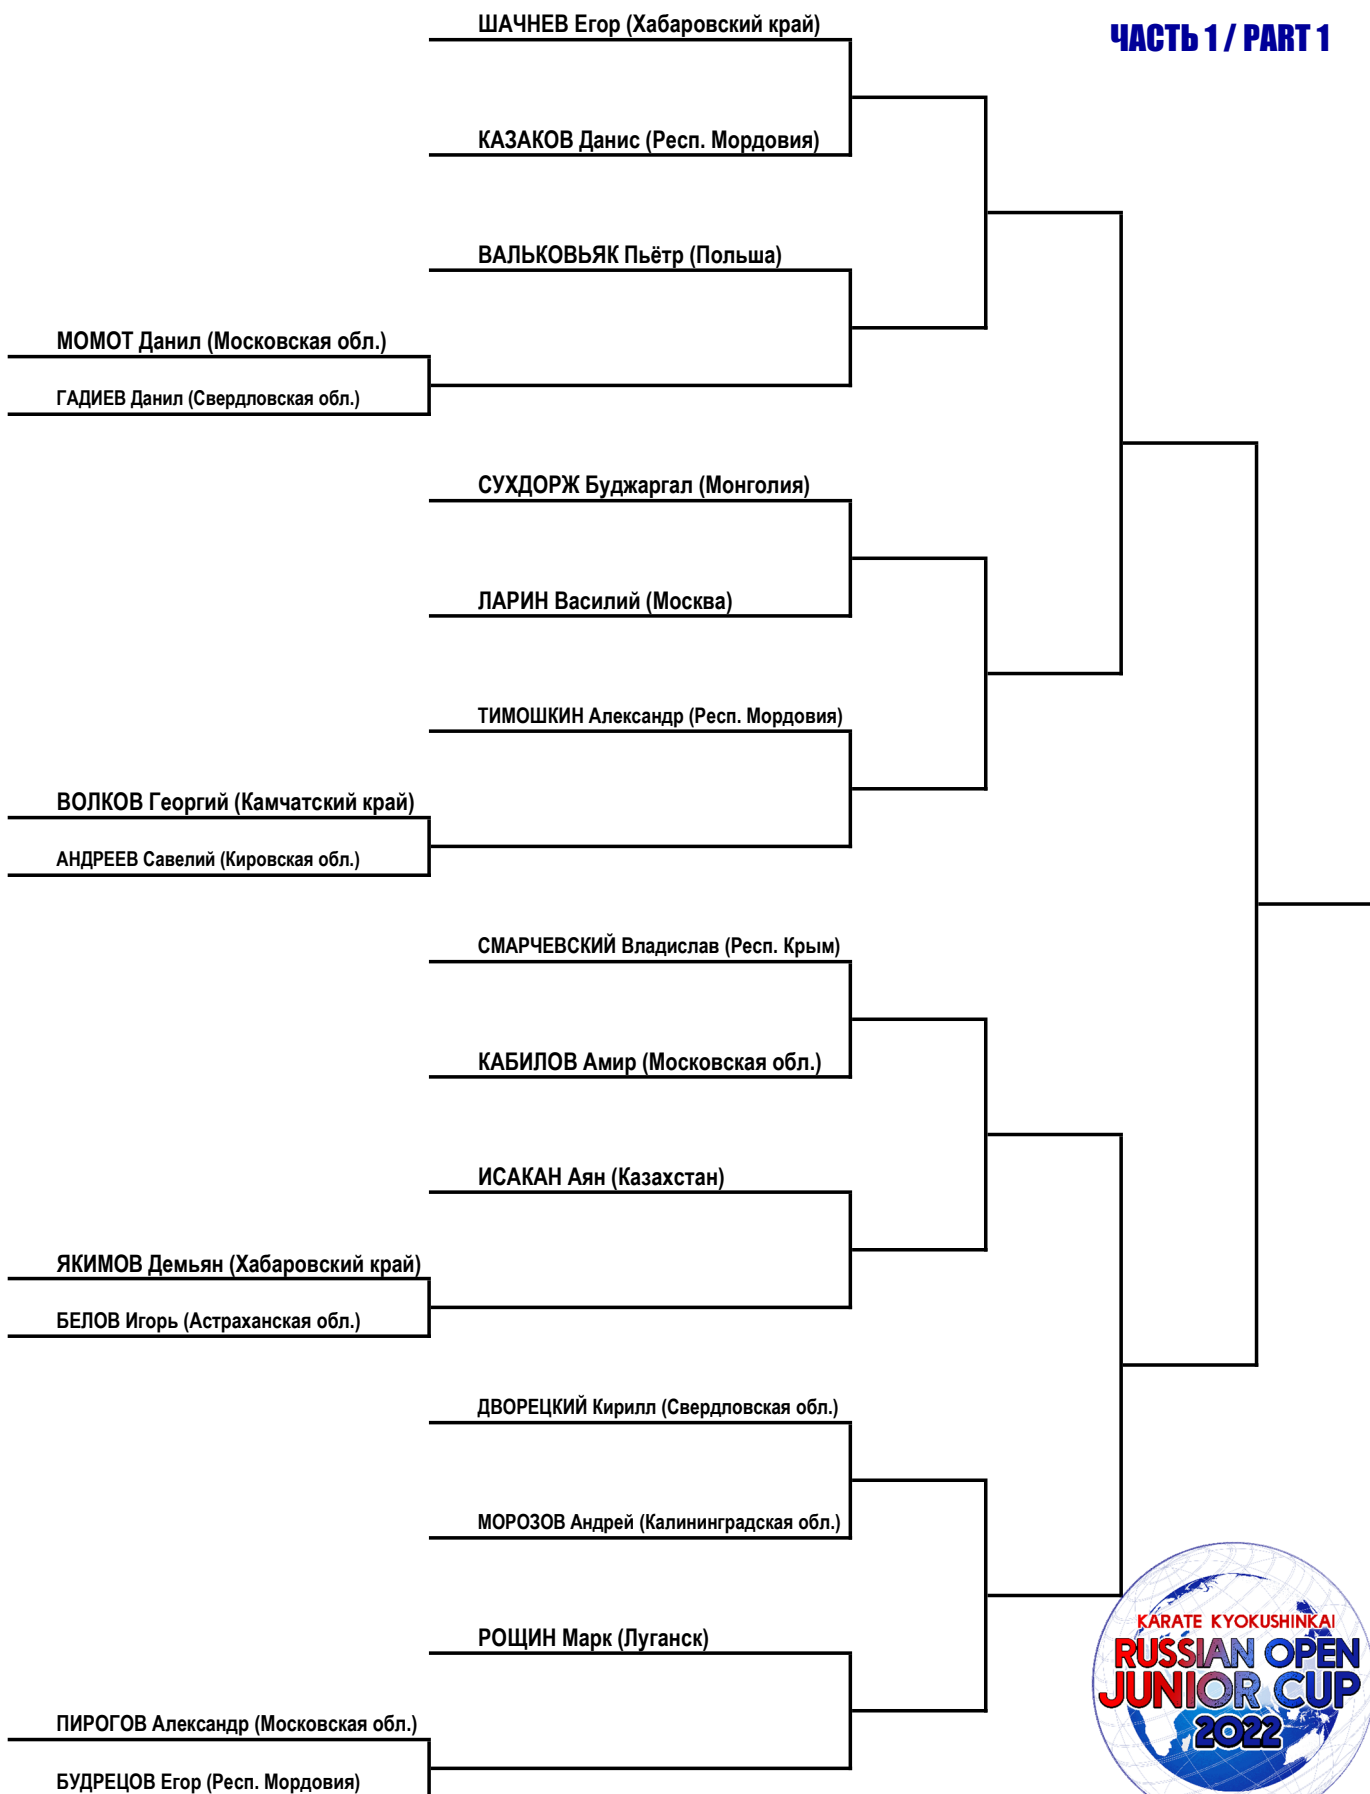 ШАЧНЕВ Егор (Хабаровский край)
ЧАСТЬ 1 / PART 1
КАЗАКОВ Данис (Респ. Мордовия)
ВАЛЬКОВЬЯК Пьётр (Польша)
МОМОТ Данил (Московская обл.)
ГАДИЕВ Данил (Свердловская обл.)
СУХДОРЖ Буджаргал (Монголия)
ЛАРИН Василий (Москва)
ТИМОШКИН Александр (Респ. Мордовия)
ВОЛКОВ Георгий (Камчатский край)
АНДРЕЕВ Савелий (Кировская обл.)
СМАРЧЕВСКИЙ Владислав (Респ. Крым)
КАБИЛОВ Амир (Московская обл.)
ИСАКАН Аян (Казахстан)
ЯКИМОВ Демьян (Хабаровский край)
БЕЛОВ Игорь (Астраханская обл.)
ДВОРЕЦКИЙ Кирилл (Свердловская обл.)
МОРОЗОВ Андрей (Калининградская обл.)
РОЩИН Марк (Луганск)
ПИРОГОВ Александр (Московская обл.)
БУДРЕЦОВ Егор (Респ. Мордовия)
KARATE KYOKUSHINKAI
RUSSIAN OPEN
JUNIOR CUP
2022